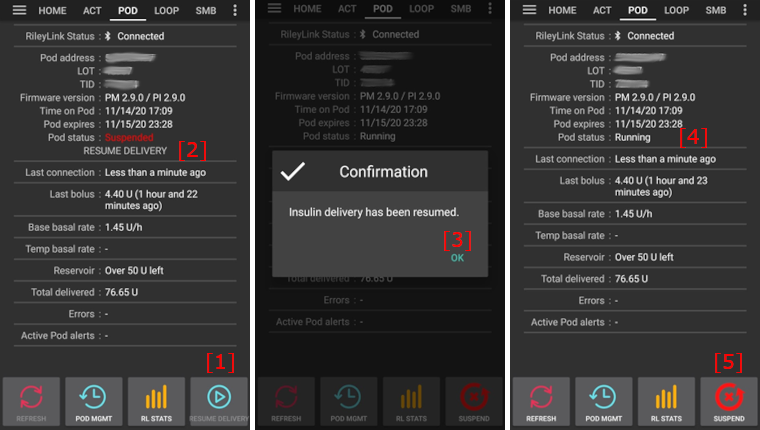 HOME ACT POD LOOP SMB
RileyLink Status : Connected
Pod address :
LOT :
TID :
Firmware version : PM 2.9.0 / PI 2.9.0
Time on Pod : 11/14/20 17:09
Pod expires : 11/15/20 23:28
Pod status : Suspended
RESUME DELIVERY [2]
Last connection : Less than a minute ago
Last bolus : 4.40 U (1 hour and 22
minutes ago)
Base basal rate : 1.45 U/h
Temp basal rate : -
Reservoir : Over 50 U left
Total delivered : 76.65 U
Errors : -
Active Pod alerts : -
[1]
REFRESH POD MGMT RL STATS RESUME DELIVERY
HOME ACT POD LOOP SMB
RileyLink Status : Connected
Pod address :
LOT :
TID :
Firmware version : PM 2.9.0 / PI 2.9.0
Time on Pod : 11/14/20 17:09
Pod expires : 11/15/20 23:28
Pod status : Running
Confirmation
Insulin delivery has been resumed.
[3]
OK
Total delivered : 76.65 U
Errors : -
Active Pod alerts : -
REFRESH POD MGMT RL STATS SUSPEND
HOME ACT POD LOOP SMB
RileyLink Status : Connected
Pod address :
LOT :
TID :
Firmware version : PM 2.9.0 / PI 2.9.0
Time on Pod : 11/14/20 17:09
Pod expires : 11/15/20 23:28
Pod status : Running [4]
Last connection : Less than a minute ago
Last bolus : 4.40 U (1 hour and 23
minutes ago)
Base basal rate : 1.45 U/h
Temp basal rate : -
Reservoir : Over 50 U left
Total delivered : 76.65 U
Errors : -
Active Pod alerts : -
[5]
REFRESH POD MGMT RL STATS SUSPEND